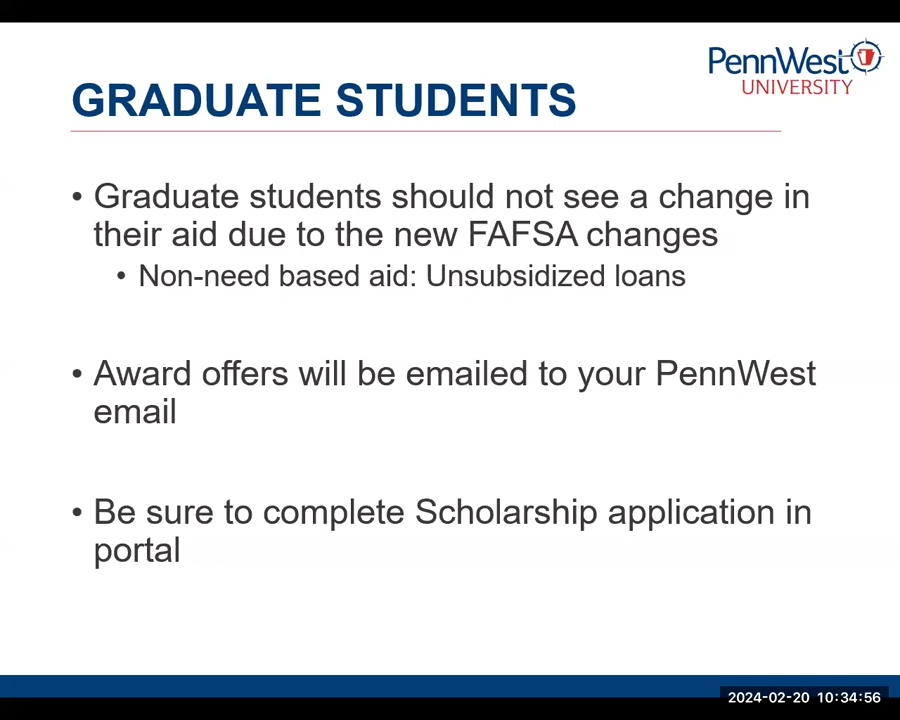 PennWest
UNIVERSITY
GRADUATE STUDENTS
• Graduate students should not see a change in
their aid due to the new FAFSA changes
• Non-need based aid: Unsubsidized loans
• Award offers will be emailed to your PennWest
email
• Be sure to complete Scholarship application in
portal
2024-02-20 10:34:56